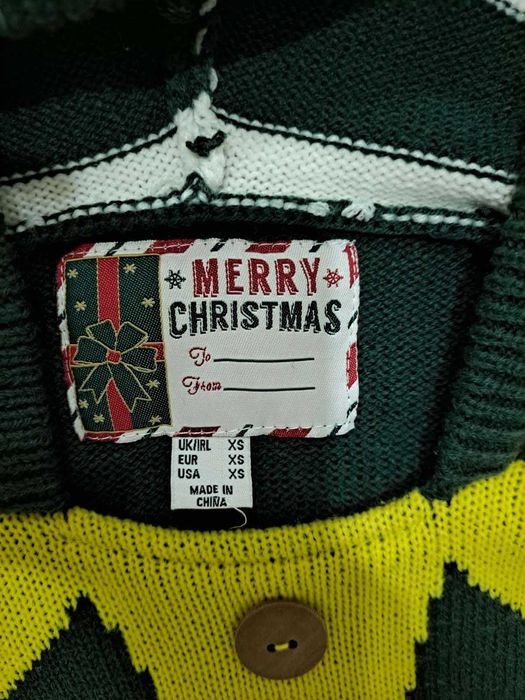 MERRY
CHRISTMAS
To
From
UK/IRL XS
EUR XS
USA XS
MADE IN
CHINA